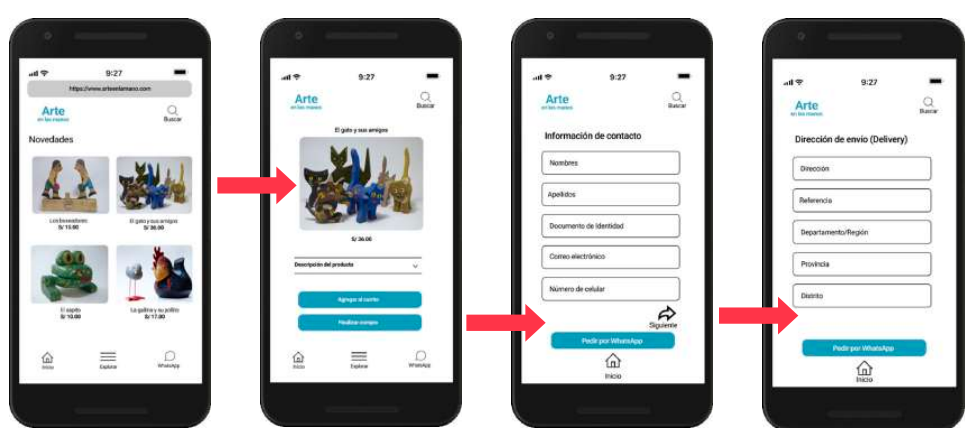 9:27
https://www.arteenlamano.com
Arte
en las manos
Buscar
Novedades
Los boxeadores
S/ 15.00
El gato y sus amigos
S/ 36.00
El sapito
S/ 10.00
La gallina y su pollito
S/ 17.00
Inicio
Explorar
WhatsApp
9:27
Arte
en las manos
Buscar
El gato y sus amigos
S/ 36.00
Descripción del producto
Agregar al carrito
Finalizar compra
Inicio
Explorar
WhatsApp
9:27
Arte
en las manos
Buscar
Información de contacto
Nombres
Apellidos
Documento de Identidad
Correo electrónico
Número de celular
Siguiente
Pedir por WhatsApp
Inicio
9:27
Arte
en las manos
Buscar
Dirección de envio (Delivery)
Dirección
Referencia
Departamento/Región
Provincia
Distrito
Pedir por WhatsApp
Inicio